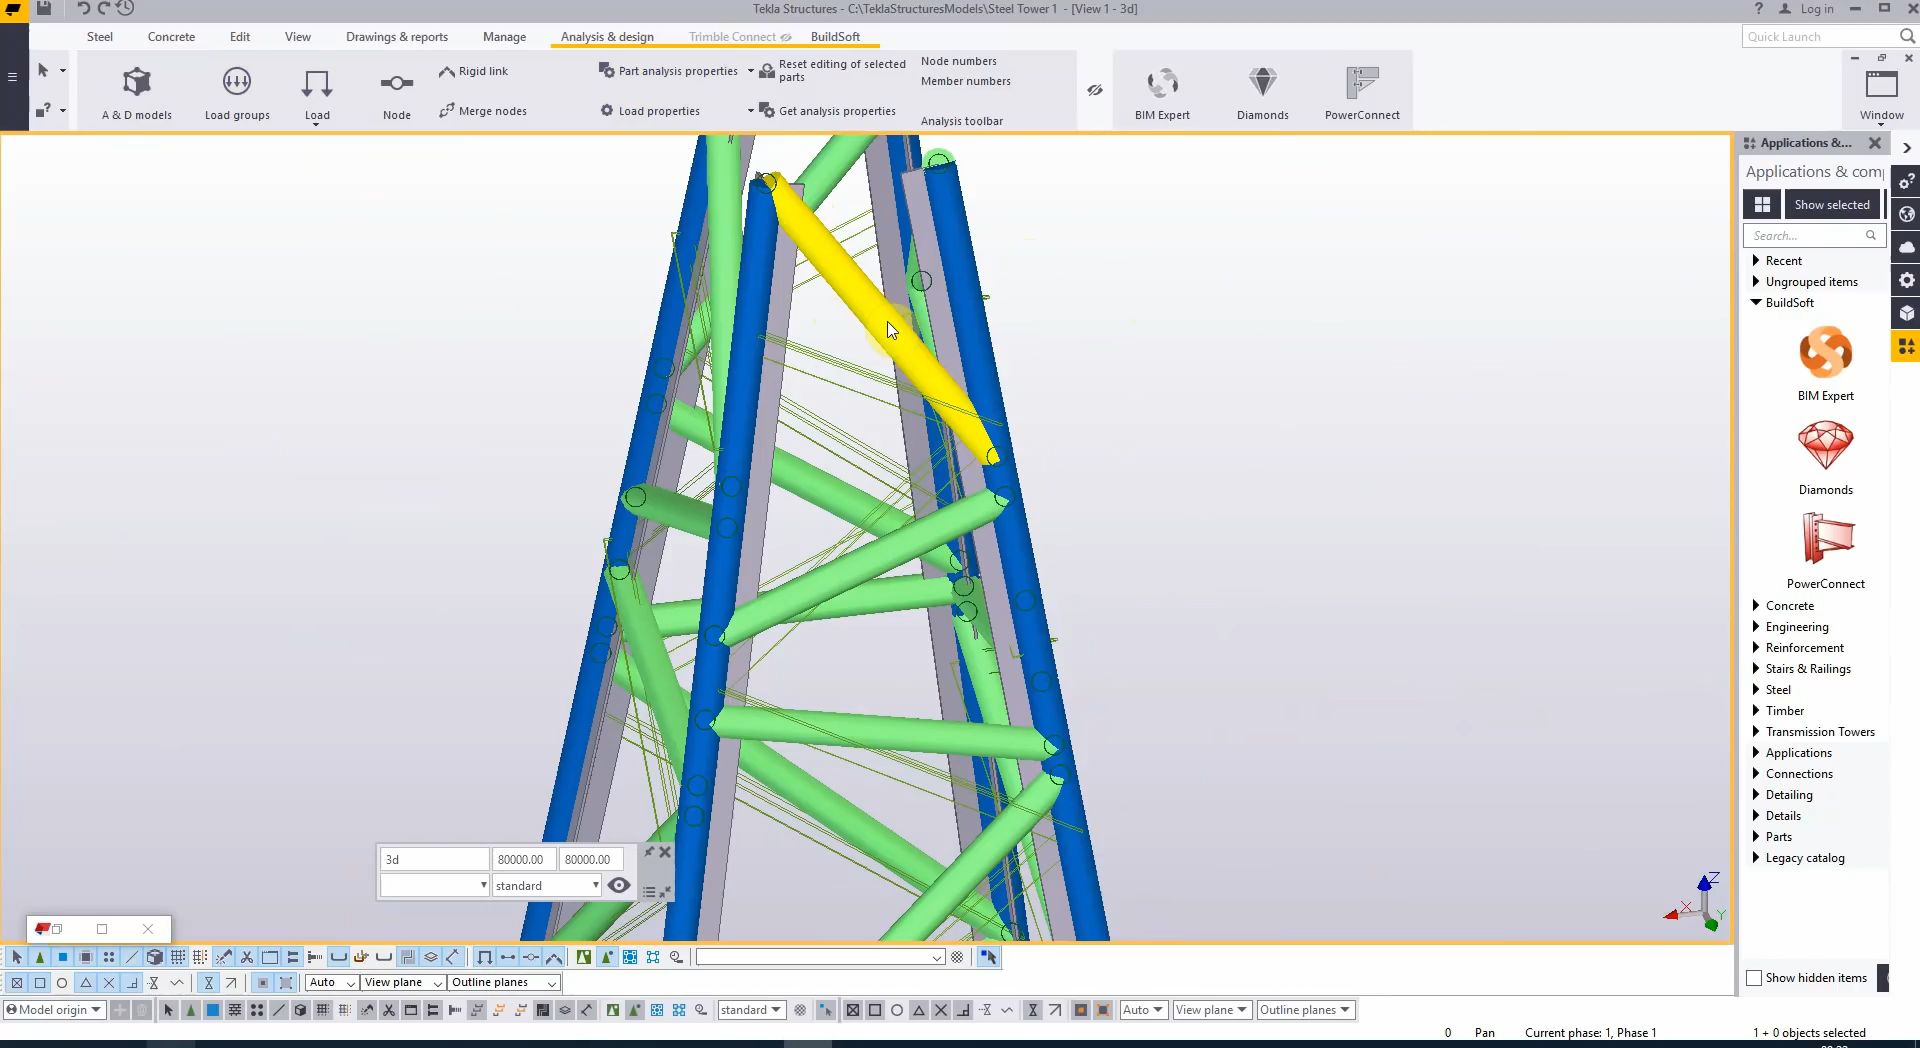 Tekla Structures - C:\TeklaStructuresModels\Steel Tower 1 - [View 1 - 3d]
? Log in
Steel Concrete Edit View Drawings & reports Manage Analysis & design Trimble Connect BuildSoft
Quick Launch
A & D models
Load groups
Load
Node
Rigid link
Merge nodes
Part analysis properties
Load properties
Reset editing of selected parts
Get analysis properties
Node numbers
Member numbers
Analysis toolbar
BIM Expert
Diamonds
PowerConnect
Window
Applications &...
Applications & com
Show selected
Search...
Recent
Ungrouped items
BuildSoft
BIM Expert
Diamonds
PowerConnect
Concrete
Engineering
Reinforcement
Stairs & Railings
Steel
Timber
Transmission Towers
Applications
Connections
Detailing
Details
Parts
Legacy catalog
Show hidden items
3d 80000.00 80000.00
standard
Z
X
Y
Auto View plane Outline planes
Model origin standard Auto View plane Outline planes
0 Pan Current phase: 1, Phase 1 1 + 0 objects selected